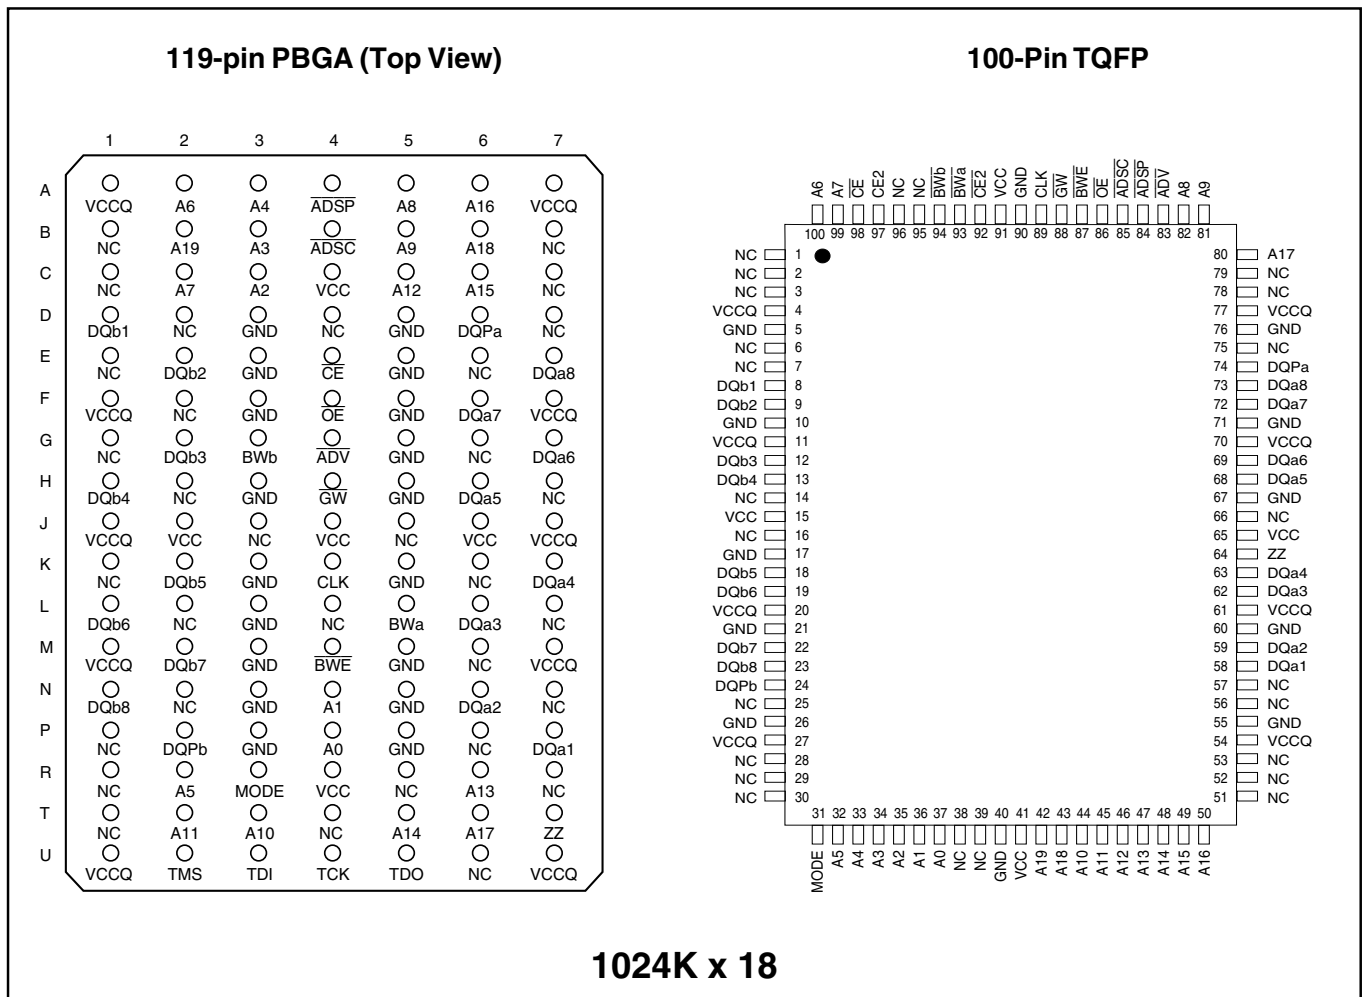 119-pin PBGA (Top View)
1 2 3 4 5 6 7
A
VCCQ A6 A4 ADSP A8 A16 VCCQ
B
NC A19 A3 ADSC A9 A18 NC
C
NC A7 A2 VCC A12 A15 NC
D
DQb1 NC GND NC GND DQPa NC
E
NC DQb2 GND CE GND NC DQa8
F
VCCQ NC GND OE GND DQa7 VCCQ
G
NC DQb3 BWb ADV GND NC DQa6
H
DQb4 NC GND GW GND DQa5 NC
J
VCCQ VCC NC VCC NC VCC VCCQ
K
NC DQb5 GND CLK GND NC DQa4
L
DQb6 NC GND NC BWa DQa3 NC
M
VCCQ DQb7 GND BWE GND NC VCCQ
N
DQb8 NC GND A1 GND DQa2 NC
P
NC DQPb GND A0 GND NC DQa1
R
NC A5 MODE VCC NC A13 NC
T
NC A11 A10 NC A14 A17 ZZ
U
VCCQ TMS TDI TCK TDO NC VCCQ
100-Pin TQFP
A6 A7 CE CE2 NC NC BWb BWa CE2 VCC GND CLK GW BWE OE ADSC ADSP ADV A8 A9
100 99 98 97 96 95 94 93 92 91 90 89 88 87 86 85 84 83 82 81
NC 1 80 A17
NC 2 79 NC
NC 3 78 NC
VCCQ 4 77 VCCQ
GND 5 76 GND
NC 6 75 NC
NC 7 74 DQPa
DQb1 8 73 DQa8
DQb2 9 72 DQa7
GND 10 71 GND
VCCQ 11 70 VCCQ
DQb3 12 69 DQa6
DQb4 13 68 DQa5
NC 14 67 GND
VCC 15 66 NC
NC 16 65 VCC
GND 17 64 ZZ
DQb5 18 63 DQa4
DQb6 19 62 DQa3
VCCQ 20 61 VCCQ
GND 21 60 GND
DQb7 22 59 DQa2
DQb8 23 58 DQa1
DQPb 24 57 NC
NC 25 56 NC
GND 26 55 GND
VCCQ 27 54 VCCQ
NC 28 53 NC
NC 29 52 NC
NC 30 51 NC
31 32 33 34 35 36 37 38 39 40 41 42 43 44 45 46 47 48 49 50
MODE A5 A4 A3 A2 A1 A0 NC NC GND VCC A19 A18 A10 A11 A12 A13 A14 A15 A16
1024K x 18